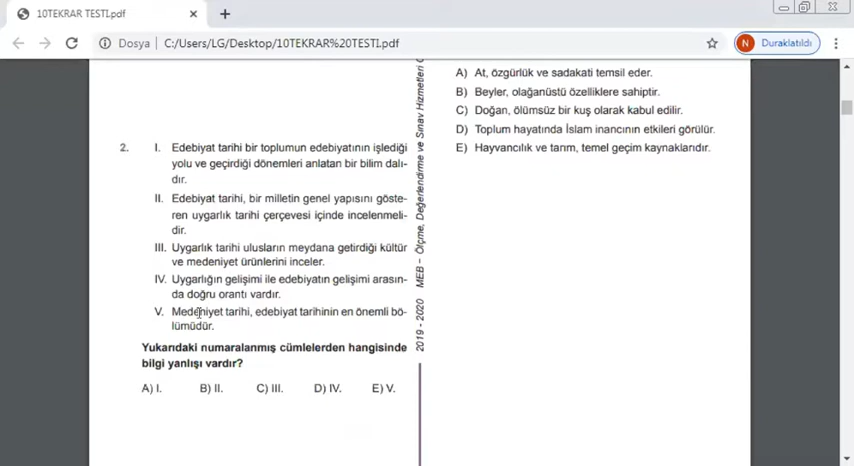 10TEKRAR TESTİ.pdf
Dosya
C:/Users/LG/Desktop/10TEKRAR%20TESTİ.pdf
N
Duraklatıldı
2.
I. Edebiyat tarihi bir toplumun edebiyatının işlediği
yolu ve geçirdiği dönemleri anlatan bir bilim dalı-
dır.
II. Edebiyat tarihi, bir milletin genel yapısını göste-
ren uygarlık tarihi çerçevesi içinde incelenmeli-
dir.
III. Uygarlık tarihi ulusların meydana getirdiği kültür
ve medeniyet ürünlerini inceler.
IV. Uygarlığın gelişimi ile edebiyatın gelişimi arasın-
da doğru orantı vardır.
V. Medeniyet tarihi, edebiyat tarihinin en önemli bö-
lümüdür.
Yukarıdaki numaralanmış cümlelerden hangisinde
bilgi yanlışı vardır?
A) I. B) II. C) III. D) IV. E) V.
2019 - 2020 MEB – Ölçme, Değerlendirme ve Sınav Hizmetleri
A) At, özgürlük ve sadakati temsil eder.
B) Beyler, olağanüstü özelliklere sahiptir.
C) Doğan, ölümsüz bir kuş olarak kabul edilir.
D) Toplum hayatında İslam inancının etkileri görülür.
E) Hayvancılık ve tarım, temel geçim kaynaklarıdır.